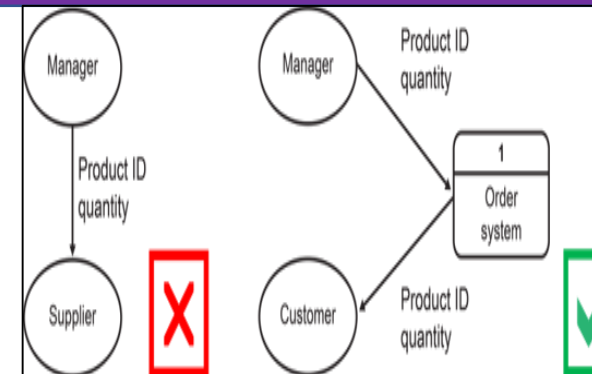 Manager
Product ID
quantity
Supplier
Manager
Product ID
quantity
1
Order
system
Customer
Product ID
quantity